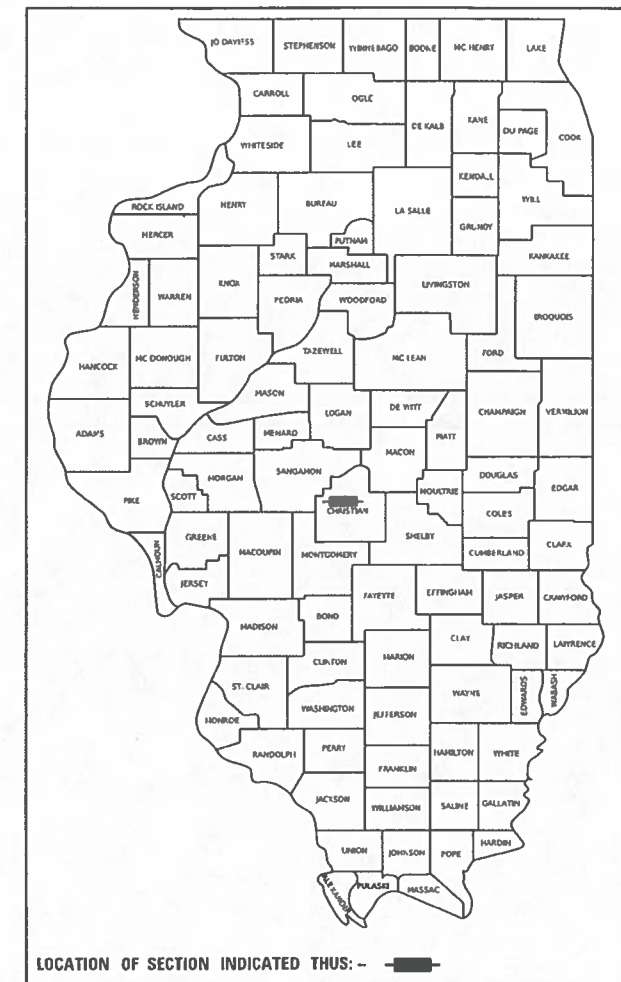 JO DAVIESS STEPHENSON WINNEBAGO BOONE MC HENRY LAKE
CARROLL OGLE DE KALB KANE DU PAGE COOK
WHITESIDE LEE KENDALL WILL
ROCK ISLAND HENRY BUREAU LA SALLE GRUNDY
MERCER PUTNAM KANKAKEE
STARK MARSHALL
HENDERSON WARREN KNOX PEORIA WOODFORD LIVINGSTON IROQUOIS
HANCOCK MC DONOUGH FULTON TAZEWELL MC LEAN FORD
SCHUYLER MASON LOGAN DE WITT CHAMPAIGN VERMILION
ADAMS BROWN CASS MENARD MACON PIATT
PIKE SCOTT MORGAN SANGAMON MOULTRIE DOUGLAS EDGAR
CHRISTIAN COLES
CALHOUN GREENE MACOUPIN MONTGOMERY SHELBY CUMBERLAND CLARK
JERSEY FAYETTE EFFINGHAM JASPER CRAWFORD
MADISON BOND CLAY RICHLAND LAWRENCE
CLINTON MARION
ST. CLAIR WASHINGTON JEFFERSON WAYNE EDWARDS WABASH
MONROE RANDOLPH PERRY HAMILTON WHITE
FRANKLIN
JACKSON WILLIAMSON SALINE GALLATIN
UNION JOHNSON POPE HARDIN
ALEXANDER PULASKI MASSAC
LOCATION OF SECTION INDICATED THUS: -